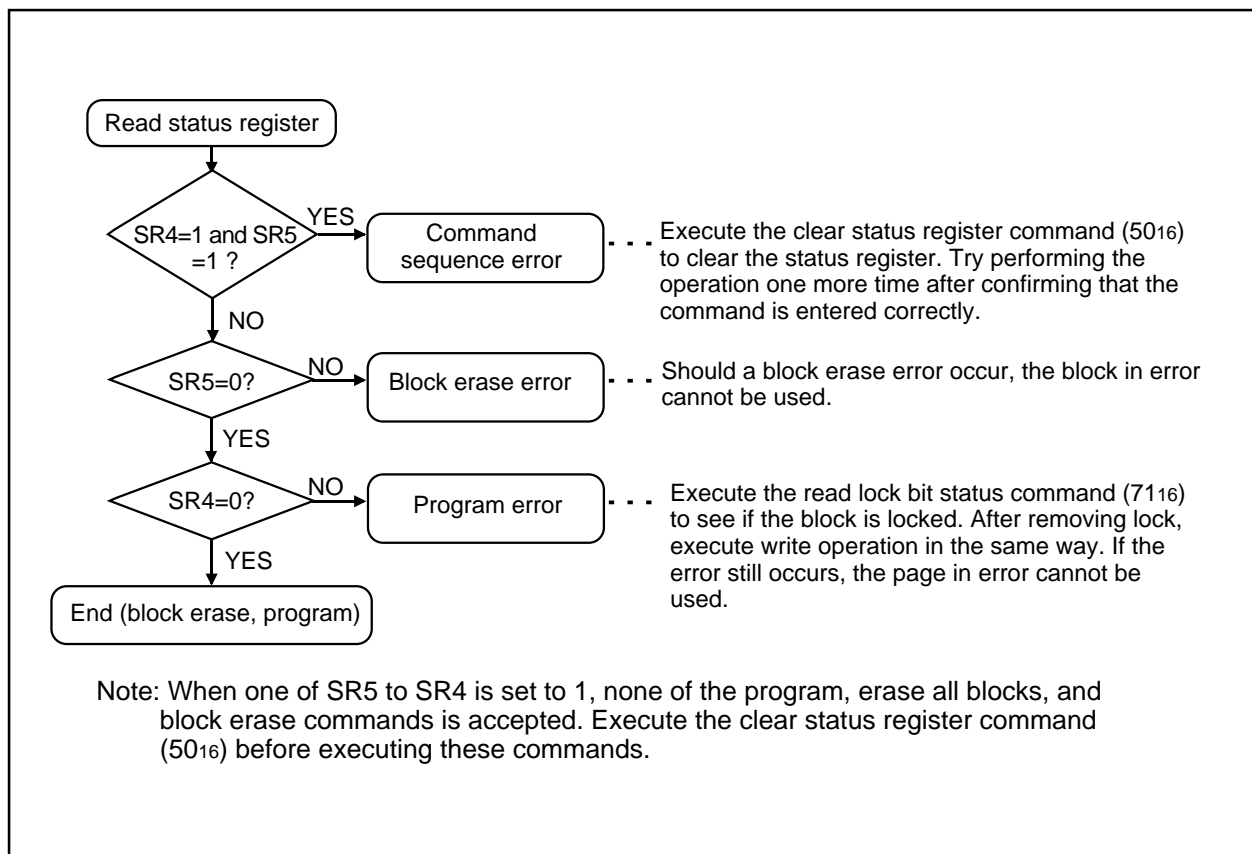 Read status register
SR4=1 and SR5
=1 ?
YES
Command
sequence error
Execute the clear status register command (5016)
to clear the status register. Try performing the
operation one more time after confirming that the
command is entered correctly.
NO
SR5=0?
NO
Block erase error
Should a block erase error occur, the block in error
cannot be used.
YES
SR4=0?
NO
Program error
Execute the read lock bit status command (7116)
to see if the block is locked. After removing lock,
execute write operation in the same way. If the
error still occurs, the page in error cannot be
used.
YES
End (block erase, program)
Note: When one of SR5 to SR4 is set to 1, none of the program, erase all blocks, and
block erase commands is accepted. Execute the clear status register command
(5016) before executing these commands.